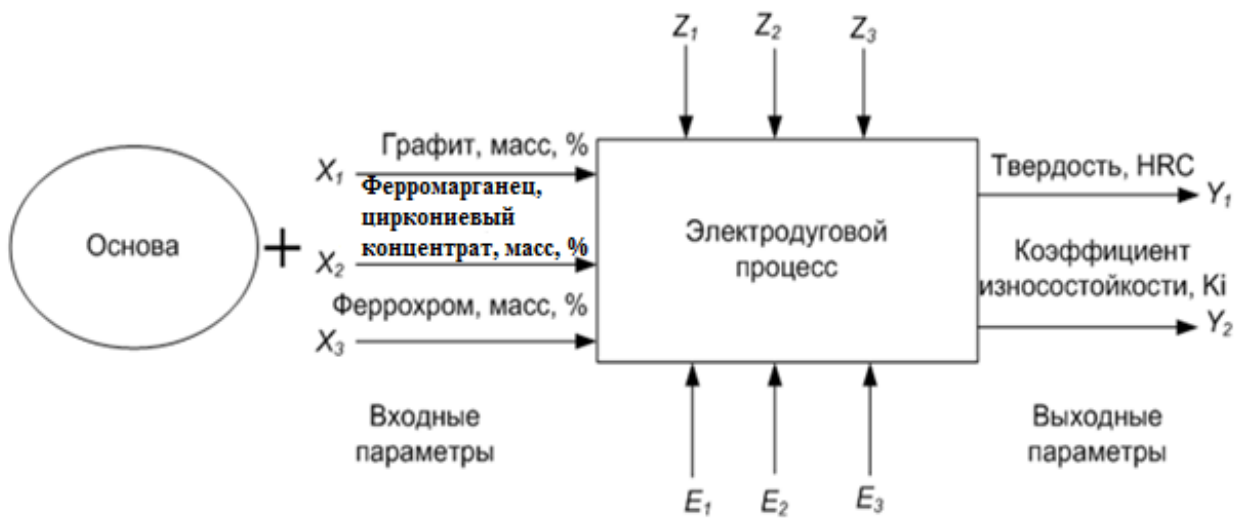 Z1 Z2 Z3
Графит, масс, %
X1
Ферромарганец,
циркониевый
концентрат, масс, %
X2
Феррохром, масс, %
X3
Основа
+
Электродуговой
процесс
Твердость, HRC
Y1
Коэффициент
износостойкости, Ki
Y2
Входные
параметры
Выходные
параметры
E1 E2 E3